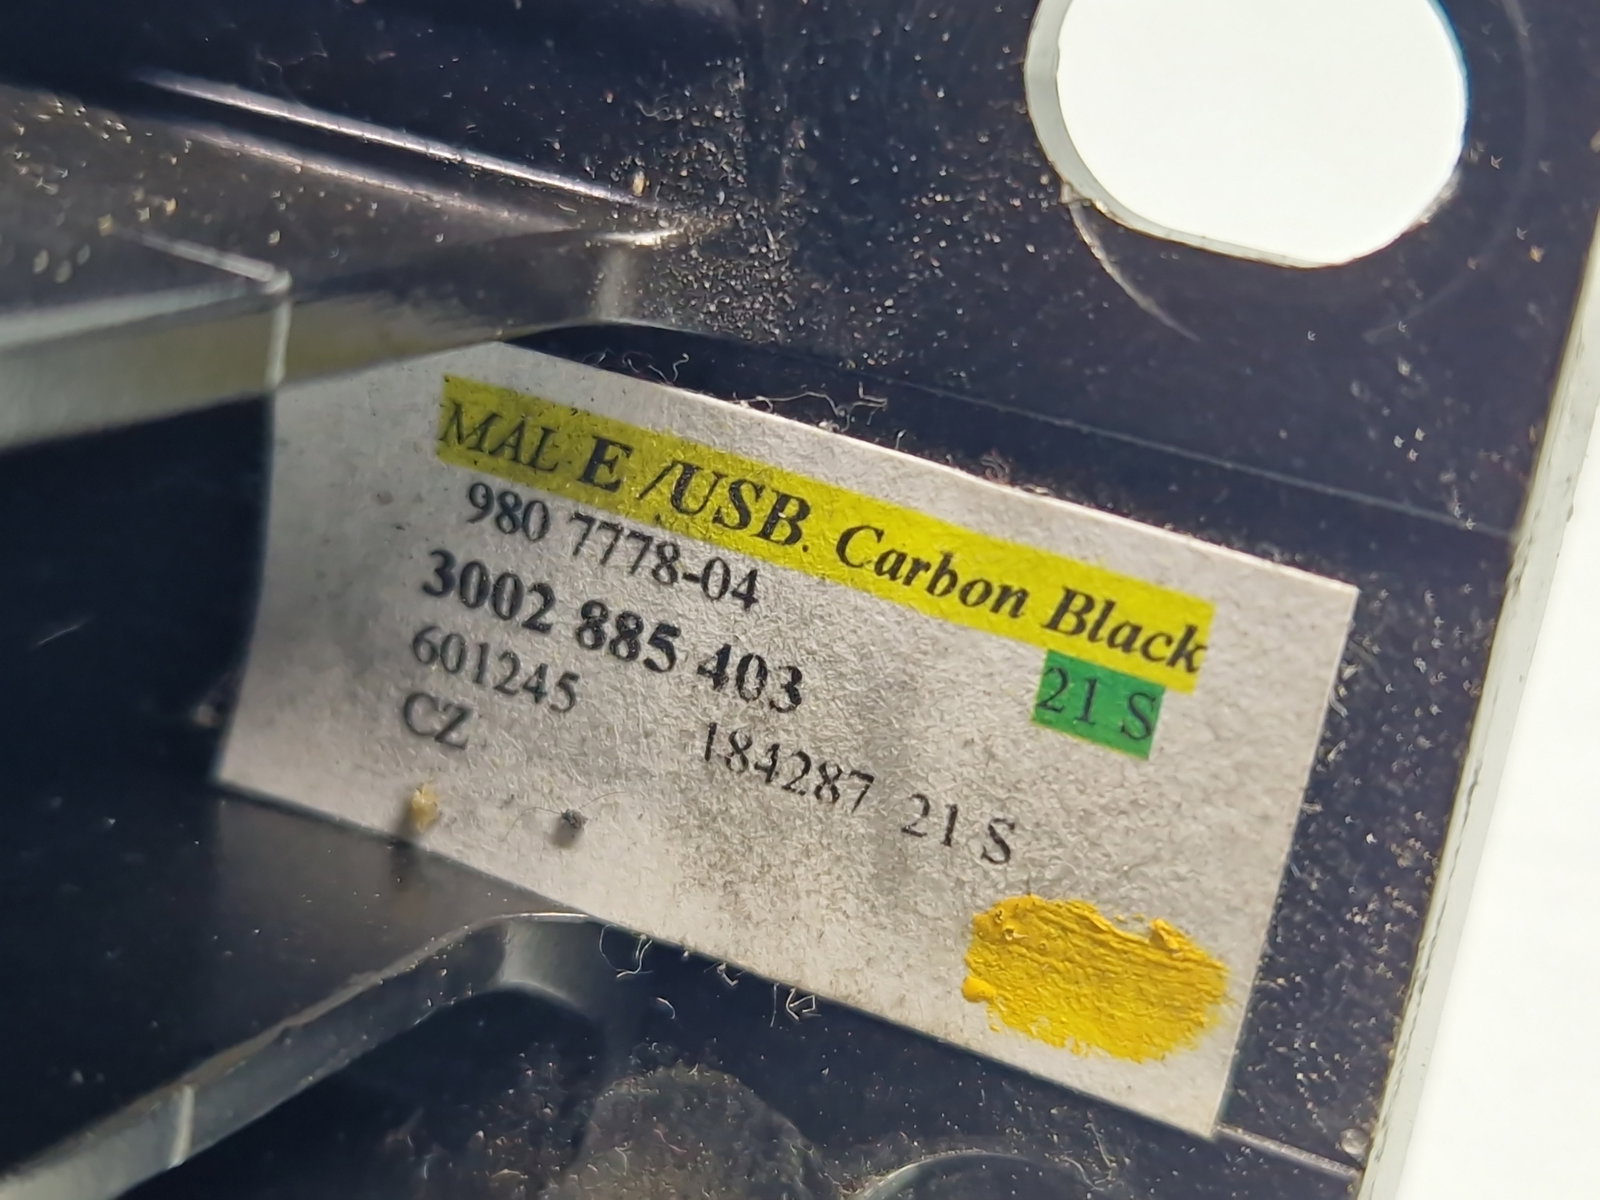 MAL E /USB. Carbon Black
980 7778-04
3002 885 403
21 S
601245
CZ
184287 21 S